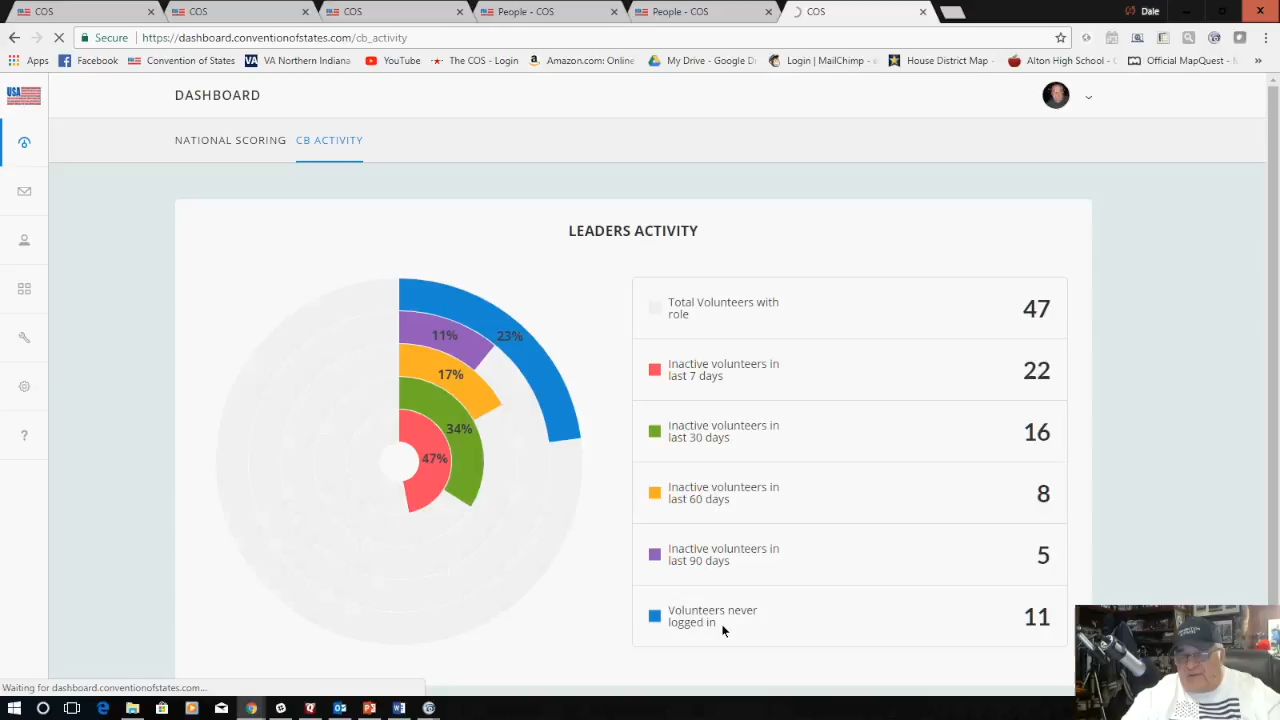 COS
COS
COS
People - COS
People - COS
COS
Dale
Secure
https://dashboard.conventionofstates.com/cb_activity
Apps
Facebook
Convention of States
VA Northern Indiana
YouTube
The COS - Login
Amazon.com: Online
My Drive - Google D
Login | MailChimp - e
House District Map -
Alton High School -
Official MapQuest -
USA
DASHBOARD
NATIONAL SCORING
CB ACTIVITY
LEADERS ACTIVITY
23%
11%
17%
34%
47%
Total Volunteers with
role
47
Inactive volunteers in
last 7 days
22
Inactive volunteers in
last 30 days
16
Inactive volunteers in
last 60 days
8
Inactive volunteers in
last 90 days
5
Volunteers never
logged in
11
Waiting for dashboard.conventionofstates.com...